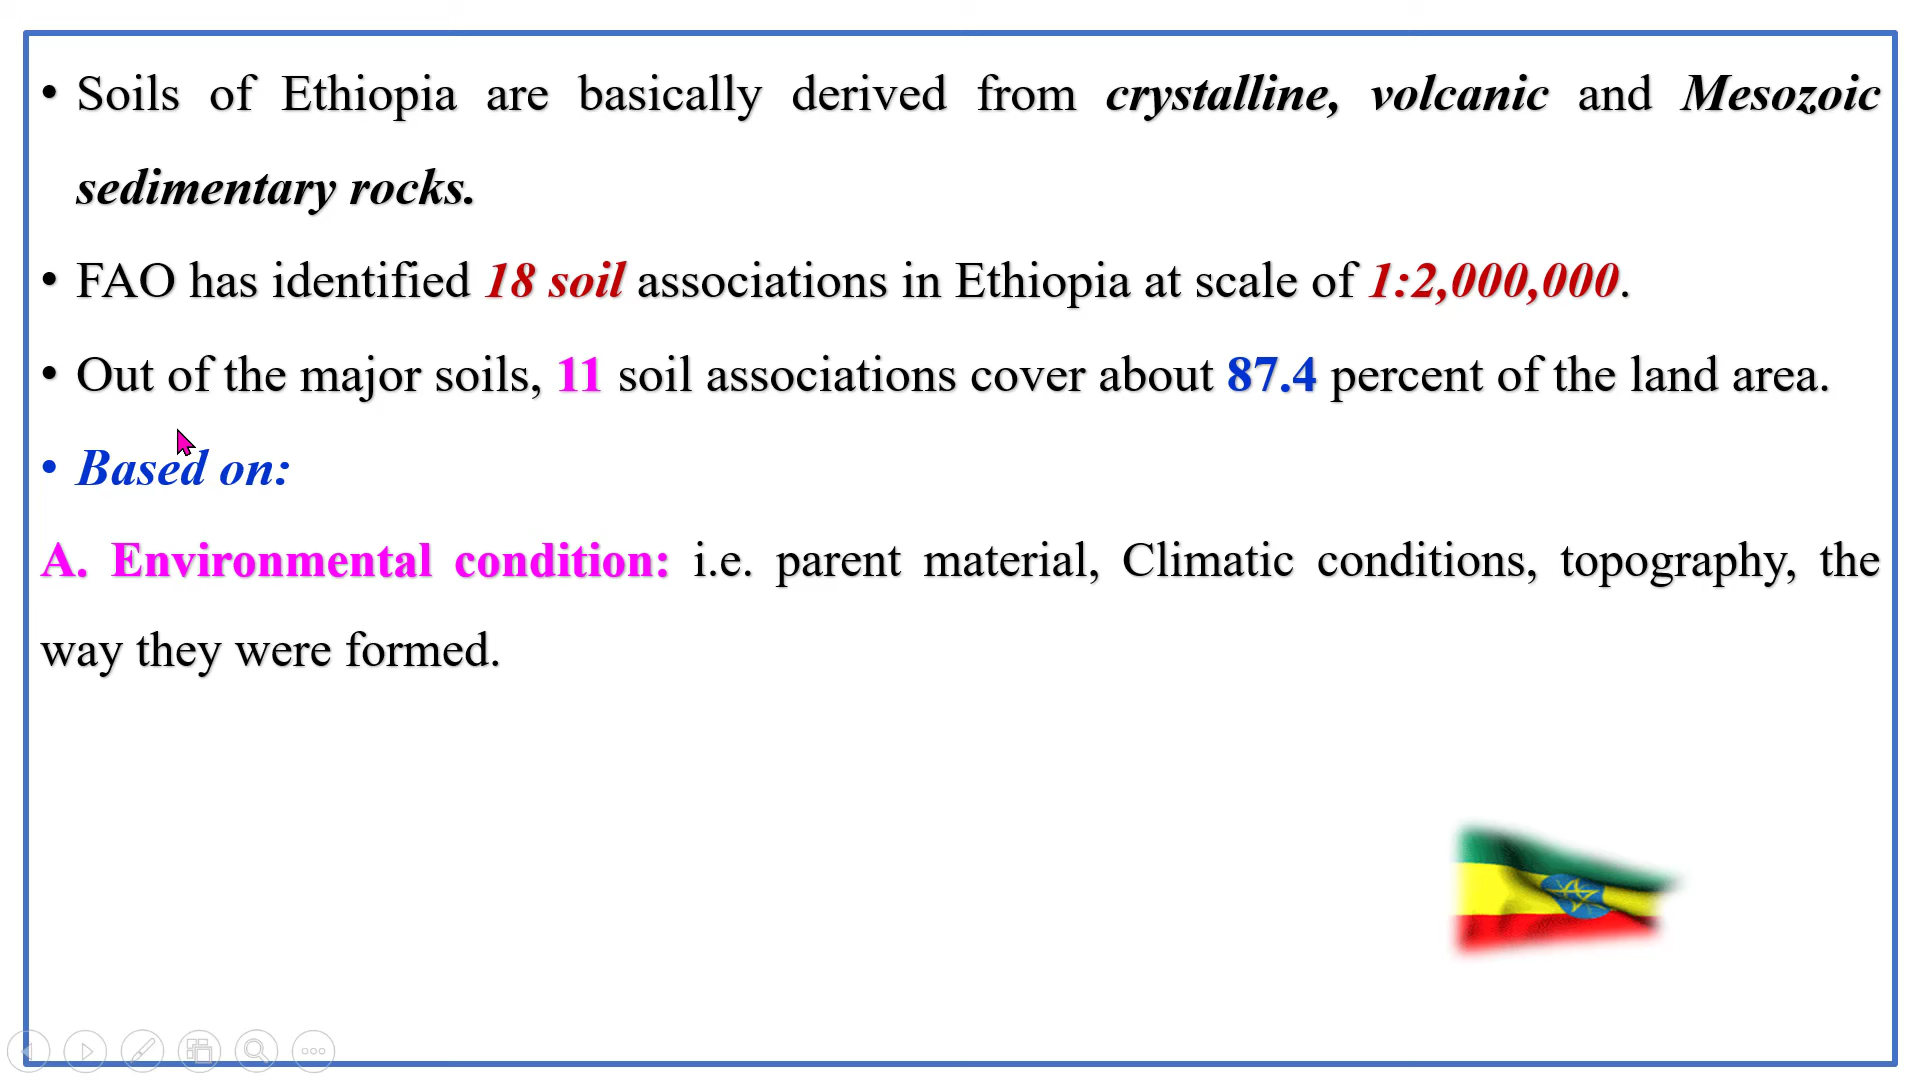 • Soils of Ethiopia are basically derived from crystalline, volcanic and Mesozoic
sedimentary rocks.
• FAO has identified 18 soil associations in Ethiopia at scale of 1:2,000,000.
• Out of the major soils, 11 soil associations cover about 87.4 percent of the land area.
• Based on:
A. Environmental condition: i.e. parent material, Climatic conditions, topography, the
way they were formed.